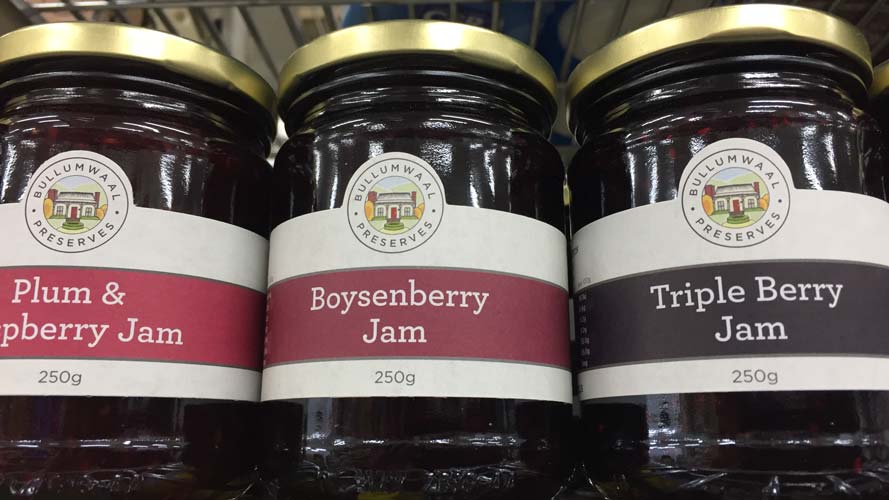 BULLUMWAAL
PRESERVES
Plum &
pberry Jam
250g
BULLUMWAAL
PRESERVES
Boysenberry
Jam
250g
BULLUMWAAL
PRESERVES
Triple Berry
Jam
250g